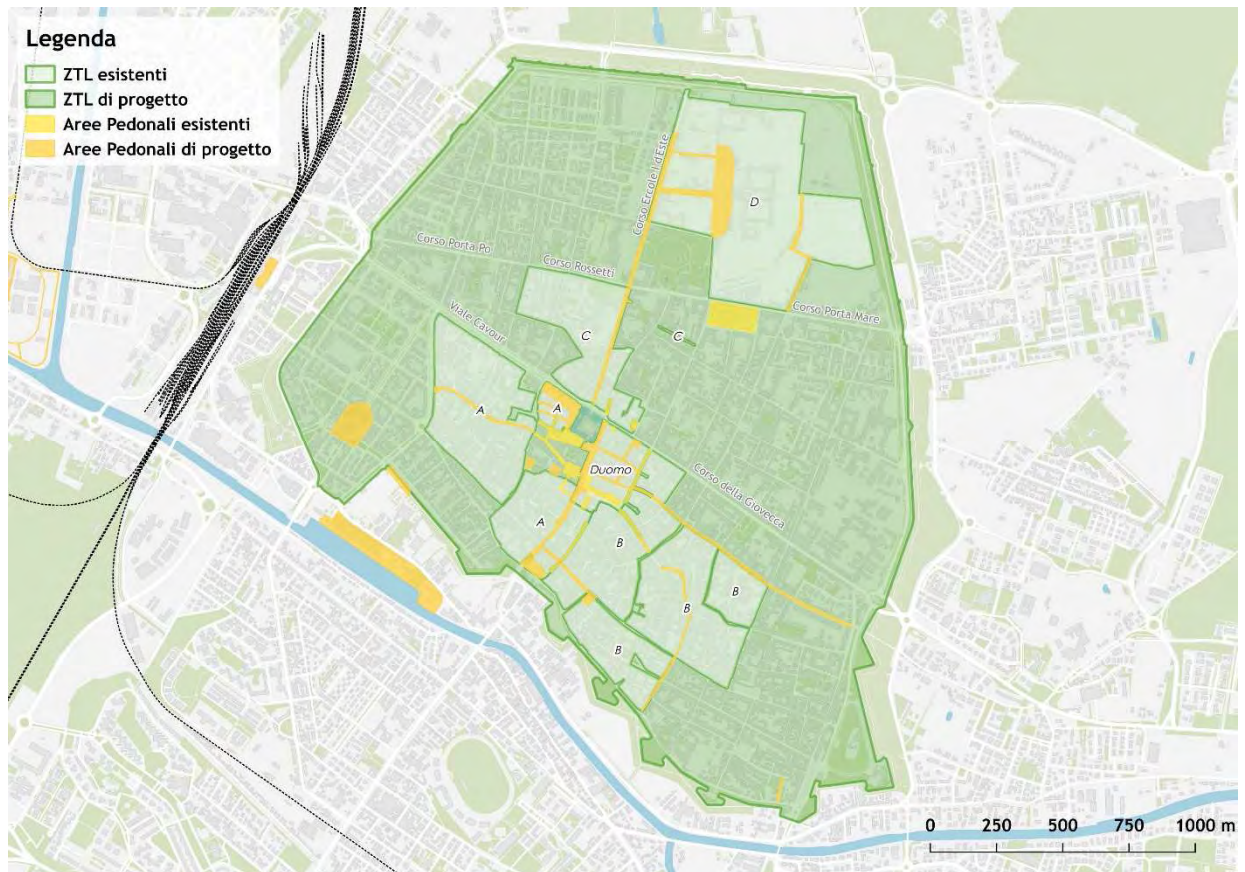 Legenda
ZTL esistenti
ZTL di progetto
Aree Pedonali esistenti
Aree Pedonali di progetto
Corso Ercole I d'Este
D
Corso Porta Po
Corso Rossetti
Corso Porta Mare
Viale Cavour
C
C
A
A
Duomo
Corso della Giovecca
A
B
B
B
B
0 250 500 750 1000 m